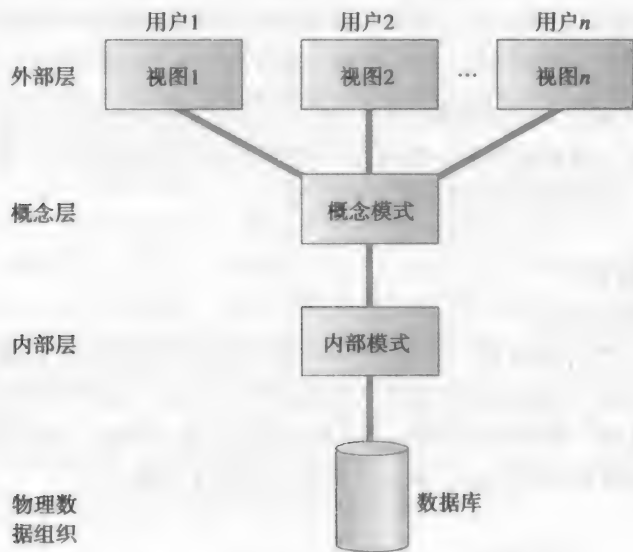 用户1 用户2 用户n
外部层 视图1 视图2 … 视图n
概念层 概念模式
内部层 内部模式
物理数 数据库
据组织